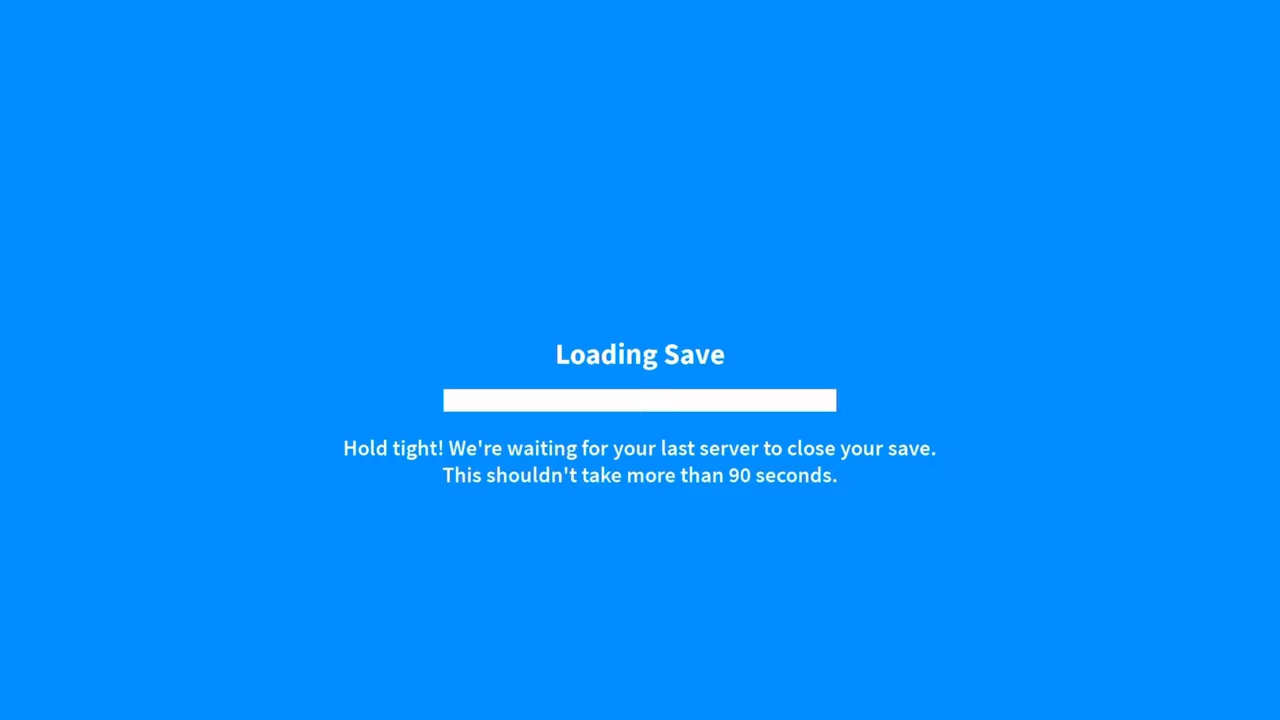 Loading Save
Hold tight! We're waiting for your last server to close your save.
This shouldn't take more than 90 seconds.